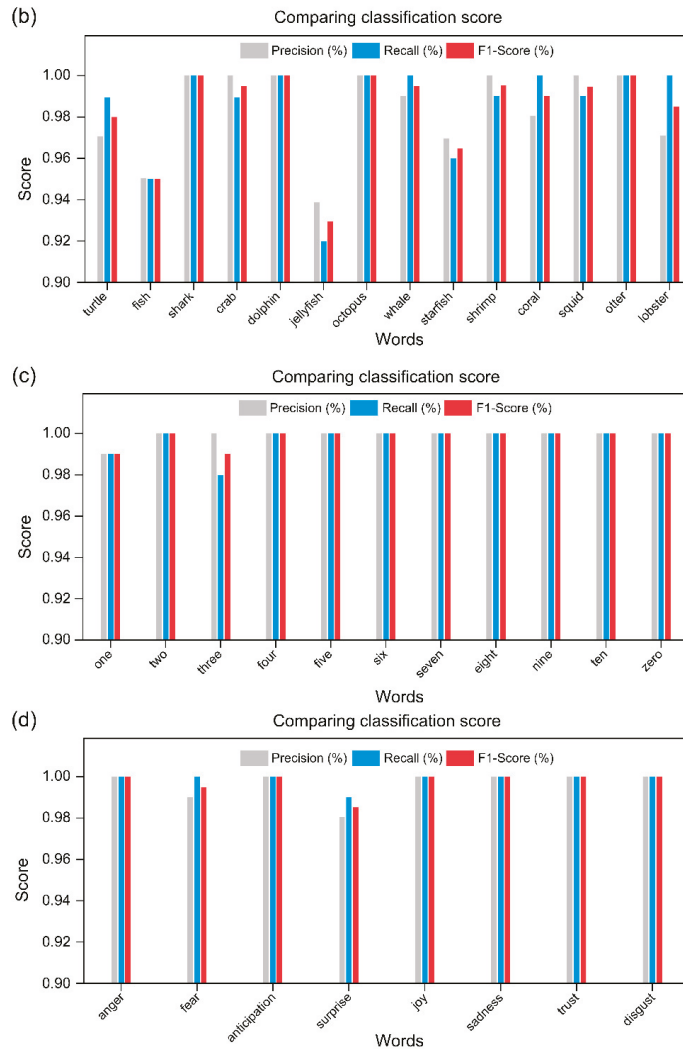 (b)
Comparing classification score
Precision (%) Recall (%) F1-Score (%)
1.00
0.98
0.96
0.94
0.92
0.90
Score
turtle fish shark crab dolphin jellyfish octopus whale starfish shrimp coral squid otter lobster
Words
(c)
Comparing classification score
Precision (%) Recall (%) F1-Score (%)
1.00
0.98
0.96
0.94
0.92
0.90
Score
one two three four five six seven eight nine ten zero
Words
(d)
Comparing classification score
Precision (%) Recall (%) F1-Score (%)
1.00
0.98
0.96
0.94
0.92
0.90
Score
anger fear anticipation surprise joy sadness trust disgust
Words